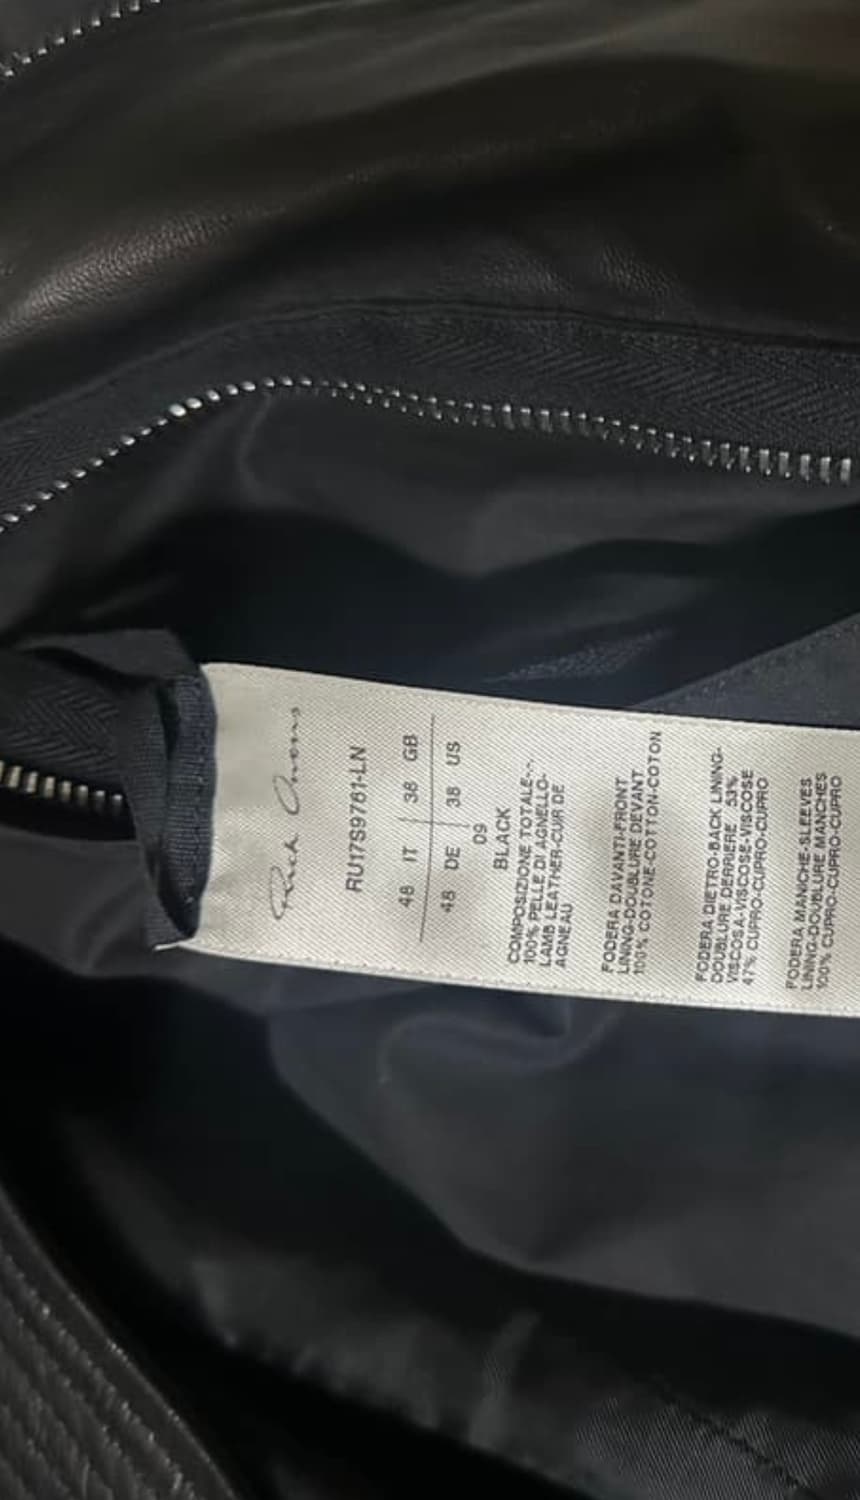 Rick Owens
RU17S9761-LN
48 IT 38 GB
48 DE 38 US
09
BLACK
COMPOSIZIONE TOTALE--.
100% PELLE DI AGNELLO-
LAMB LEATHER-CUIR DE
AGNEAU
FODERA DAVANTI-FRONT
LINING-DOUBLURE DEVANT
100% COTONE-COTTON-COTON
FODERA DIETRO-BACK LINING-
DOUBLURE DERRIERE 53%
VISCOSA-VISCOSE-VISCOSE
47% CUPRO-CUPRO-CUPRO
FODERA MANICHE-SLEEVES
LINING-DOUBLURE MANCHES
100% CUPRO-CUPRO-CUPRO